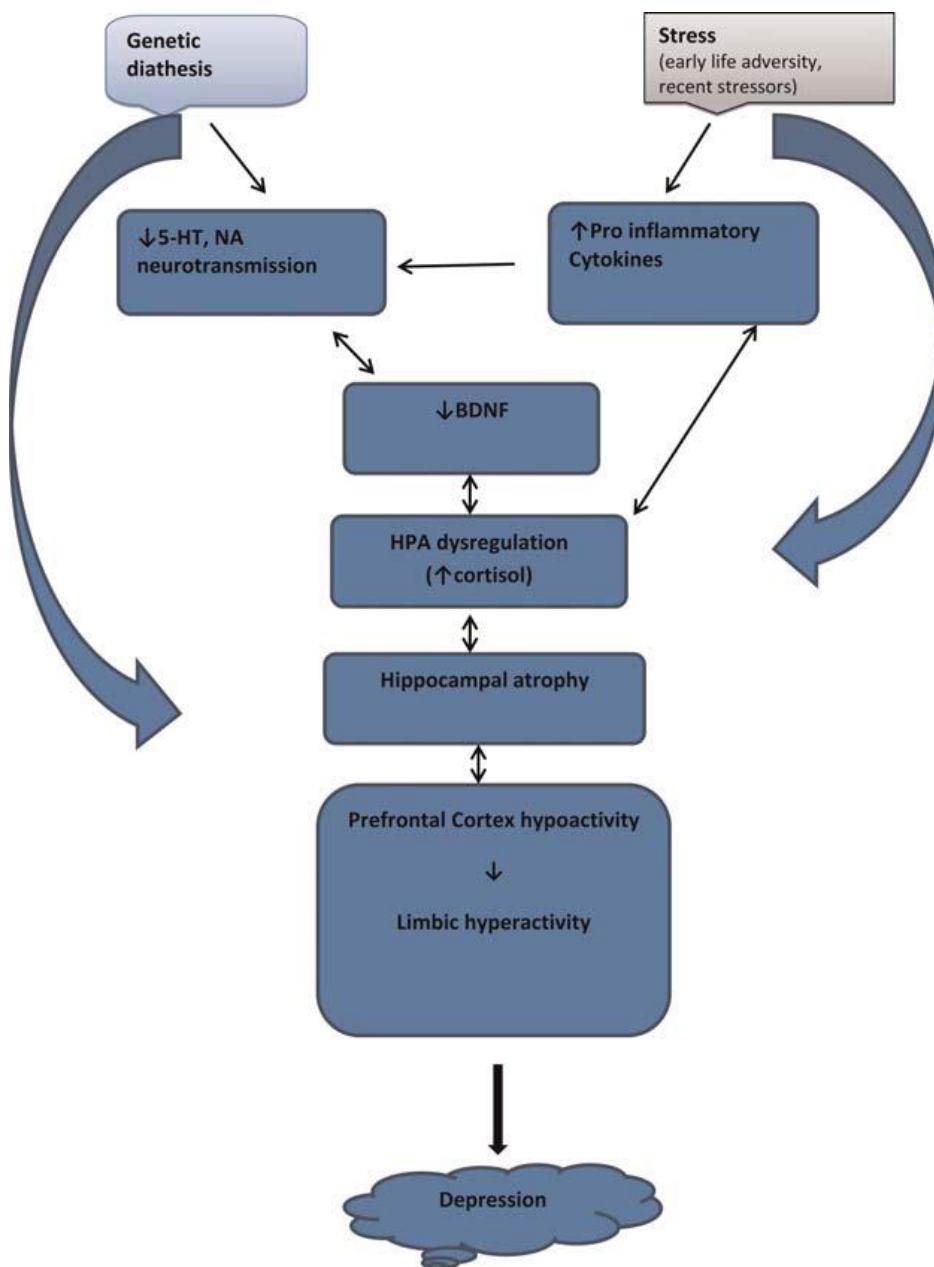 Genetic
diathesis
Stress
(early life adversity,
recent stressors)
↓5-HT, NA
neurotransmission
↑Pro inflammatory
Cytokines
↓BDNF
HPA dysregulation
(↑cortisol)
Hippocampal atrophy
Prefrontal Cortex hypoactivity
↓
Limbic hyperactivity
Depression